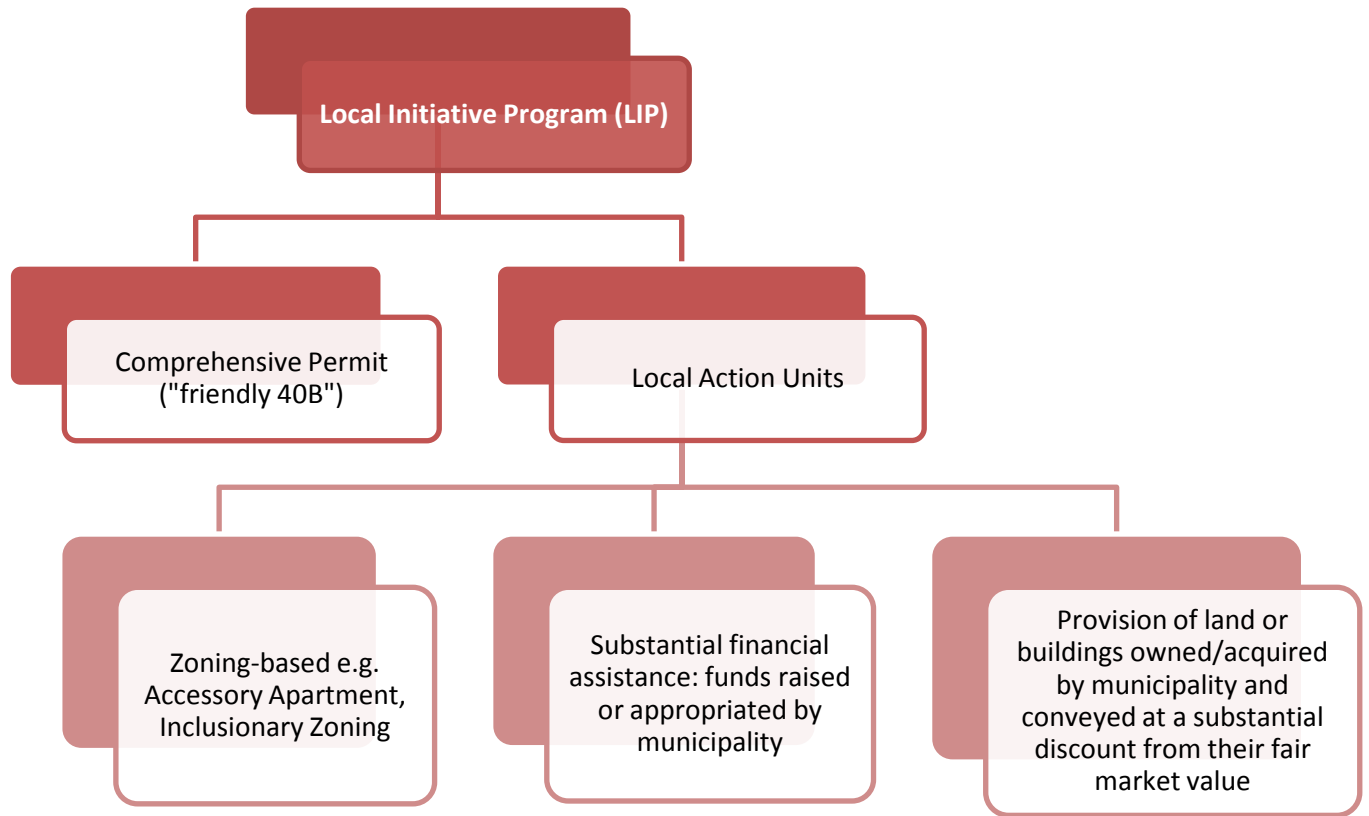 Local Initiative Program (LIP)
Comprehensive Permit
("friendly 40B")
Local Action Units
Zoning-based e.g.
Accessory Apartment,
Inclusionary Zoning
Substantial financial
assistance: funds raised
or appropriated by
municipality
Provision of land or
buildings owned/acquired
by municipality and
conveyed at a substantial
discount from their fair
market value